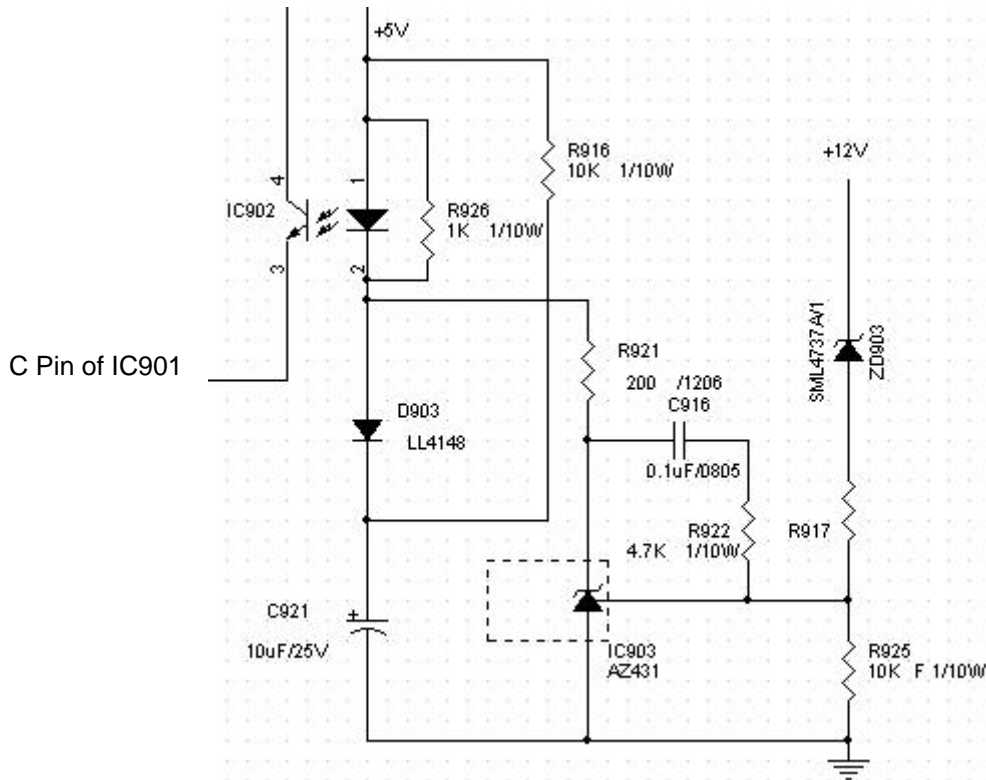 +5V
R916
10K 1/10W
+12V
4
1
IC902
R926
1K 1/10W
3
2
SML4737A/1
ZD903
C Pin of IC901
R921
200 /1206
C916
0.1uF/0805
D903
LL4148
R922
4.7K 1/10W
R917
C921
+
10uF/25V
IC903
AZ431
R925
10K F 1/10W